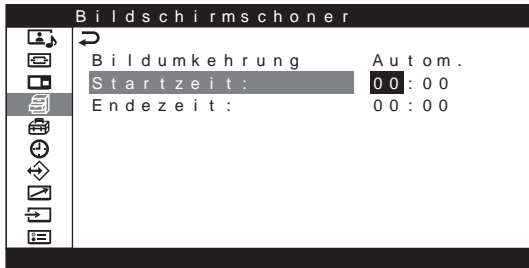 Bildschirmschoner
Bildumkehrung Autom.
Startzeit: 00:00
Endezeit: 00:00